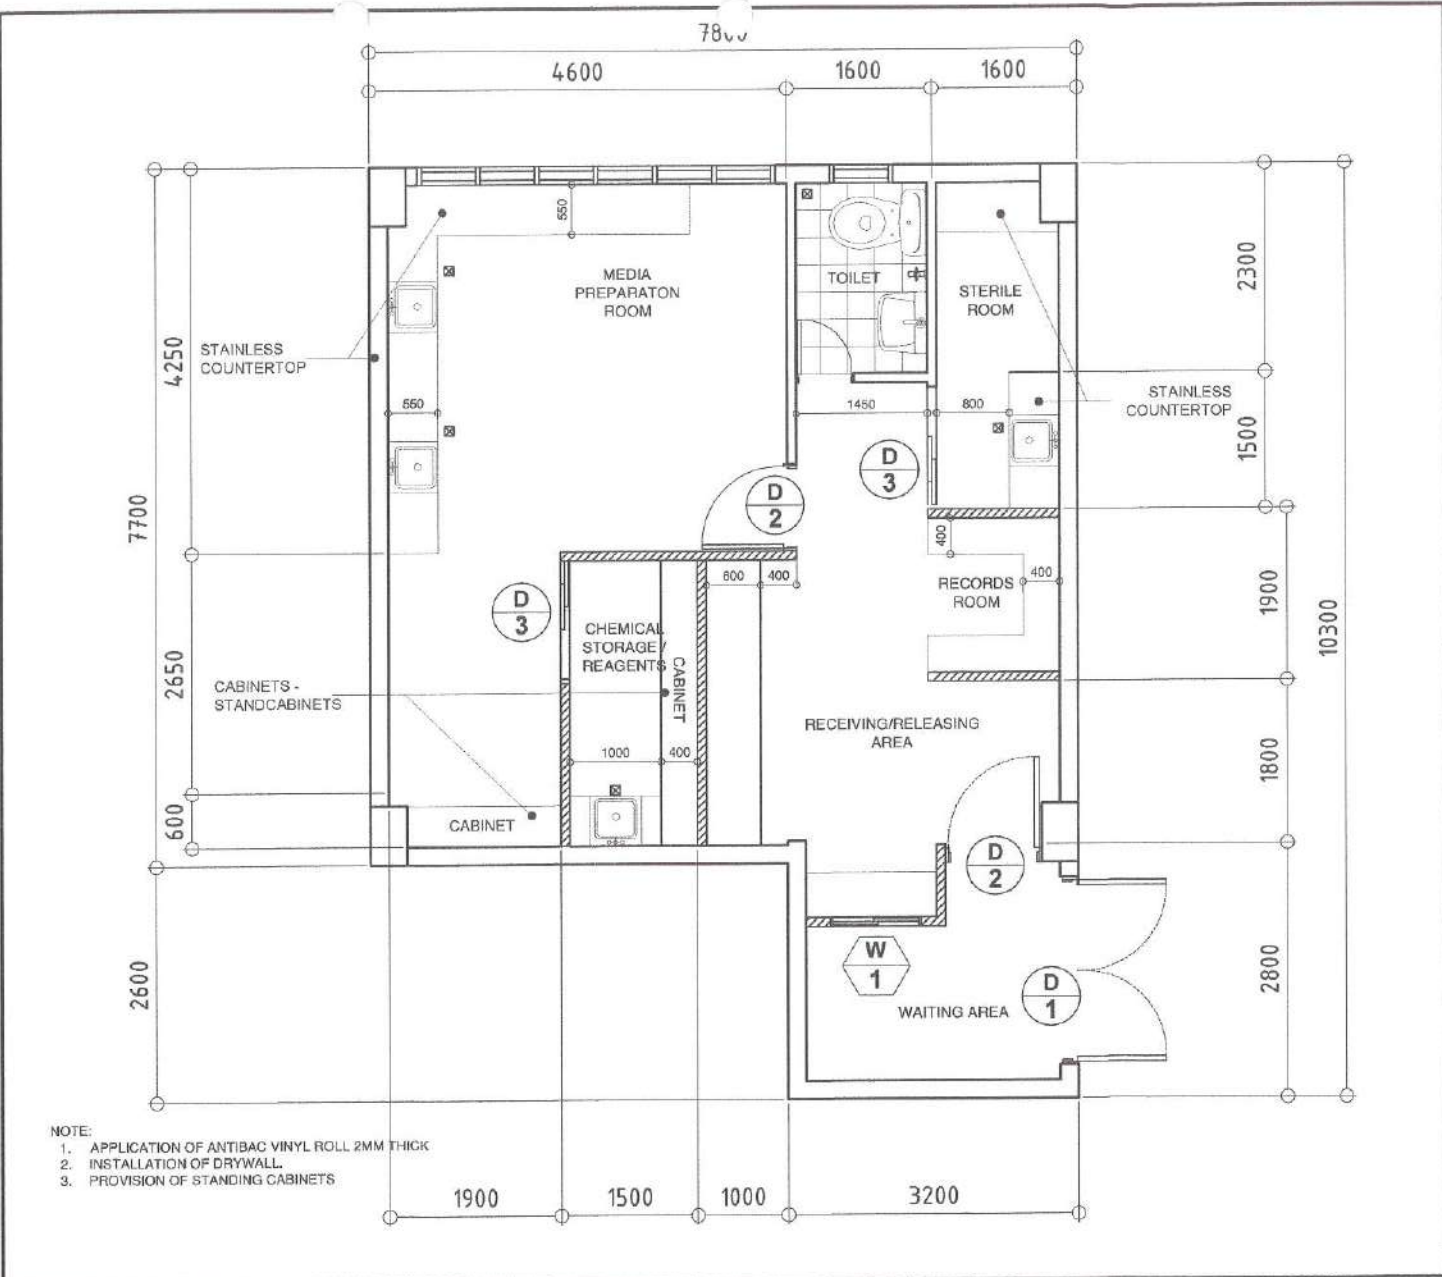 4600
1600
1600
550
2300
MEDIA
PREPARATON
ROOM
TOILET
STERILE
ROOM
STAINLESS
COUNTERTOP
4250
STAINLESS
COUNTERTOP
550
1450
800
1500
D
3
D
2
7700
400
600
400
RECORDS
ROOM
400
1900
10300
D
3
CHEMICAL
STORAGE/
REAGENTS
CABINET
2650
CABINETS -
STANDCABINETS
RECEIVING/RELEASING
AREA
1000
400
1800
600
CABINET
D
2
W
1
2600
2800
D
1
WAITING AREA
NOTE:
1. APPLICATION OF ANTIBAC VINYL ROLL 2MM THICK
2. INSTALLATION OF DRYWALL.
3. PROVISION OF STANDING CABINETS
1900
1500
1000
3200